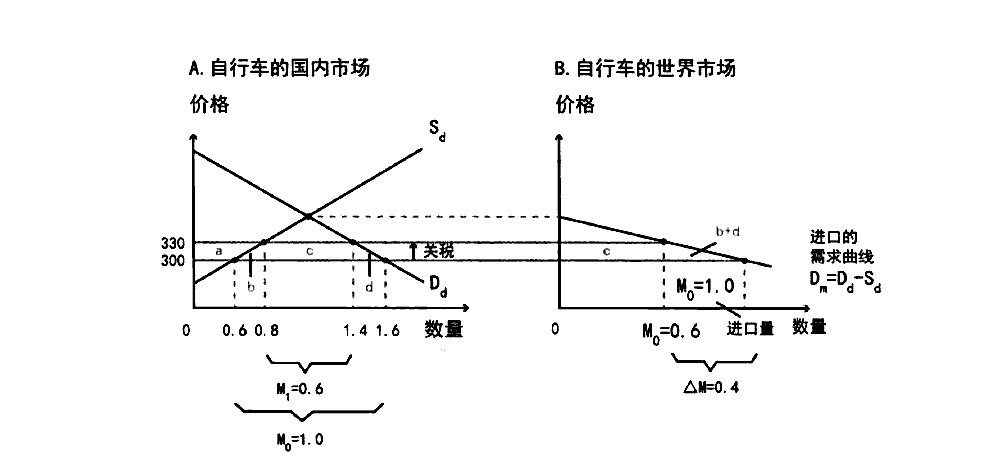 A. 自行车的国内市场
价格
S_d
330
300
a
c
关税
b
d
D_d
0
0.6
0.8
1.4
1.6
数量
M_1=0.6
M_0=1.0
B. 自行车的世界市场
价格
b+d
c
进口的
需求曲线
D_m=D_d-S_d
M_0=1.0
0
M_0=0.6
进口量
数量
△M=0.4